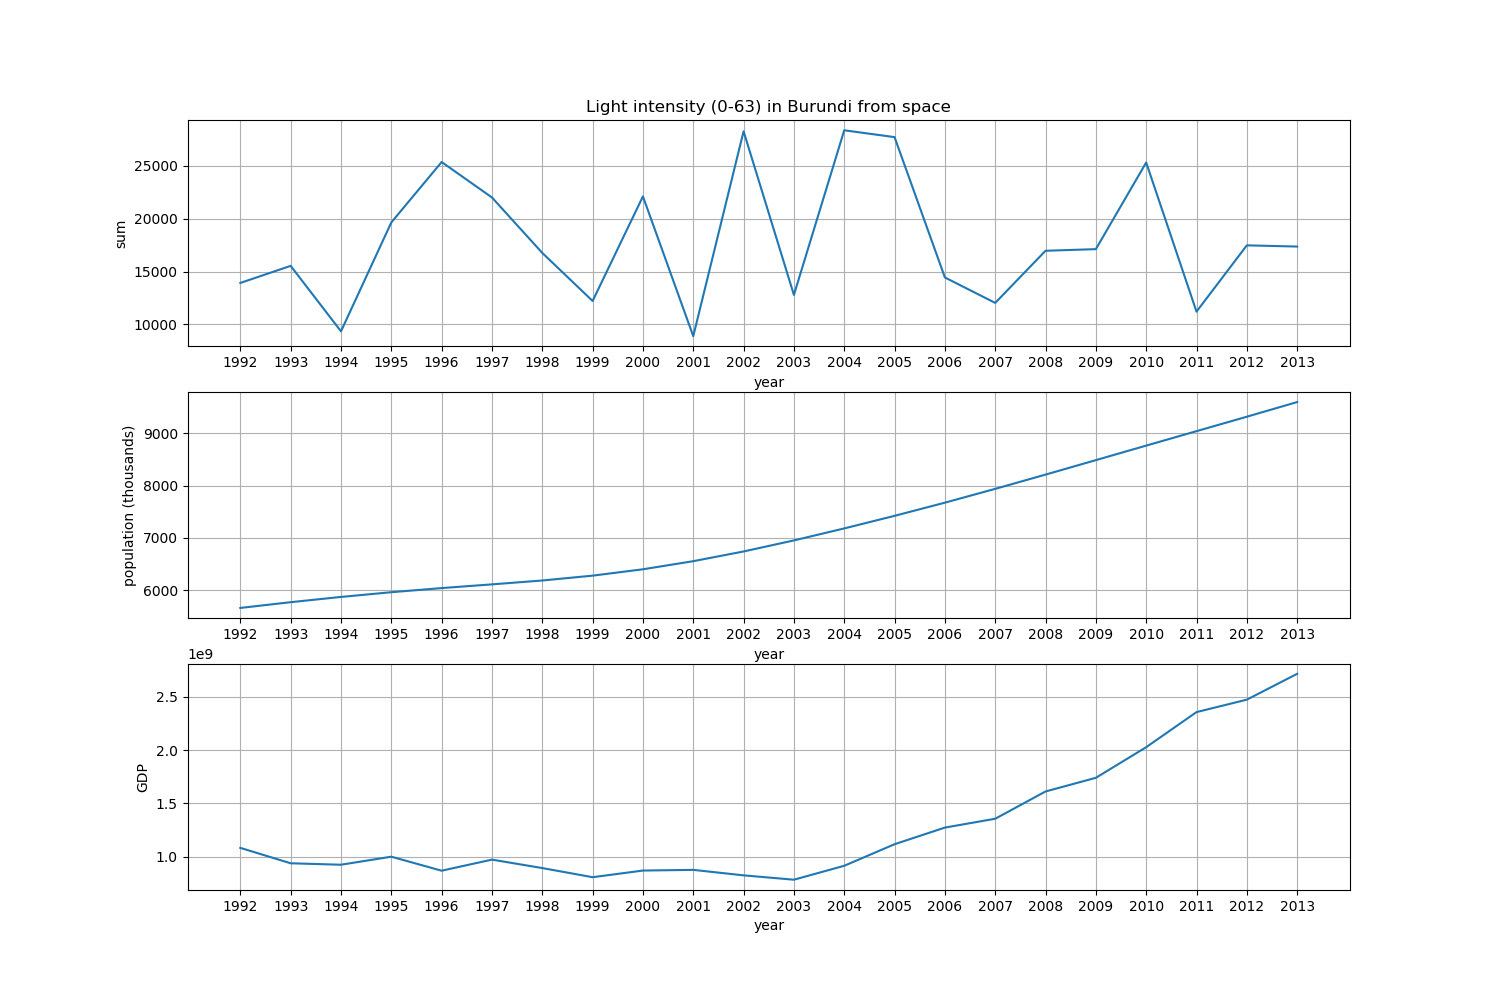 Light intensity (0-63) in Burundi from space
25000
20000
15000
10000
sum
1992 1993 1994 1995 1996 1997 1998 1999 2000 2001 2002 2003 2004 2005 2006 2007 2008 2009 2010 2011 2012 2013
year
9000
8000
7000
6000
population (thousands)
1992 1993 1994 1995 1996 1997 1998 1999 2000 2001 2002 2003 2004 2005 2006 2007 2008 2009 2010 2011 2012 2013
year
1e9
2.5
2.0
1.5
1.0
GDP
1992 1993 1994 1995 1996 1997 1998 1999 2000 2001 2002 2003 2004 2005 2006 2007 2008 2009 2010 2011 2012 2013
year